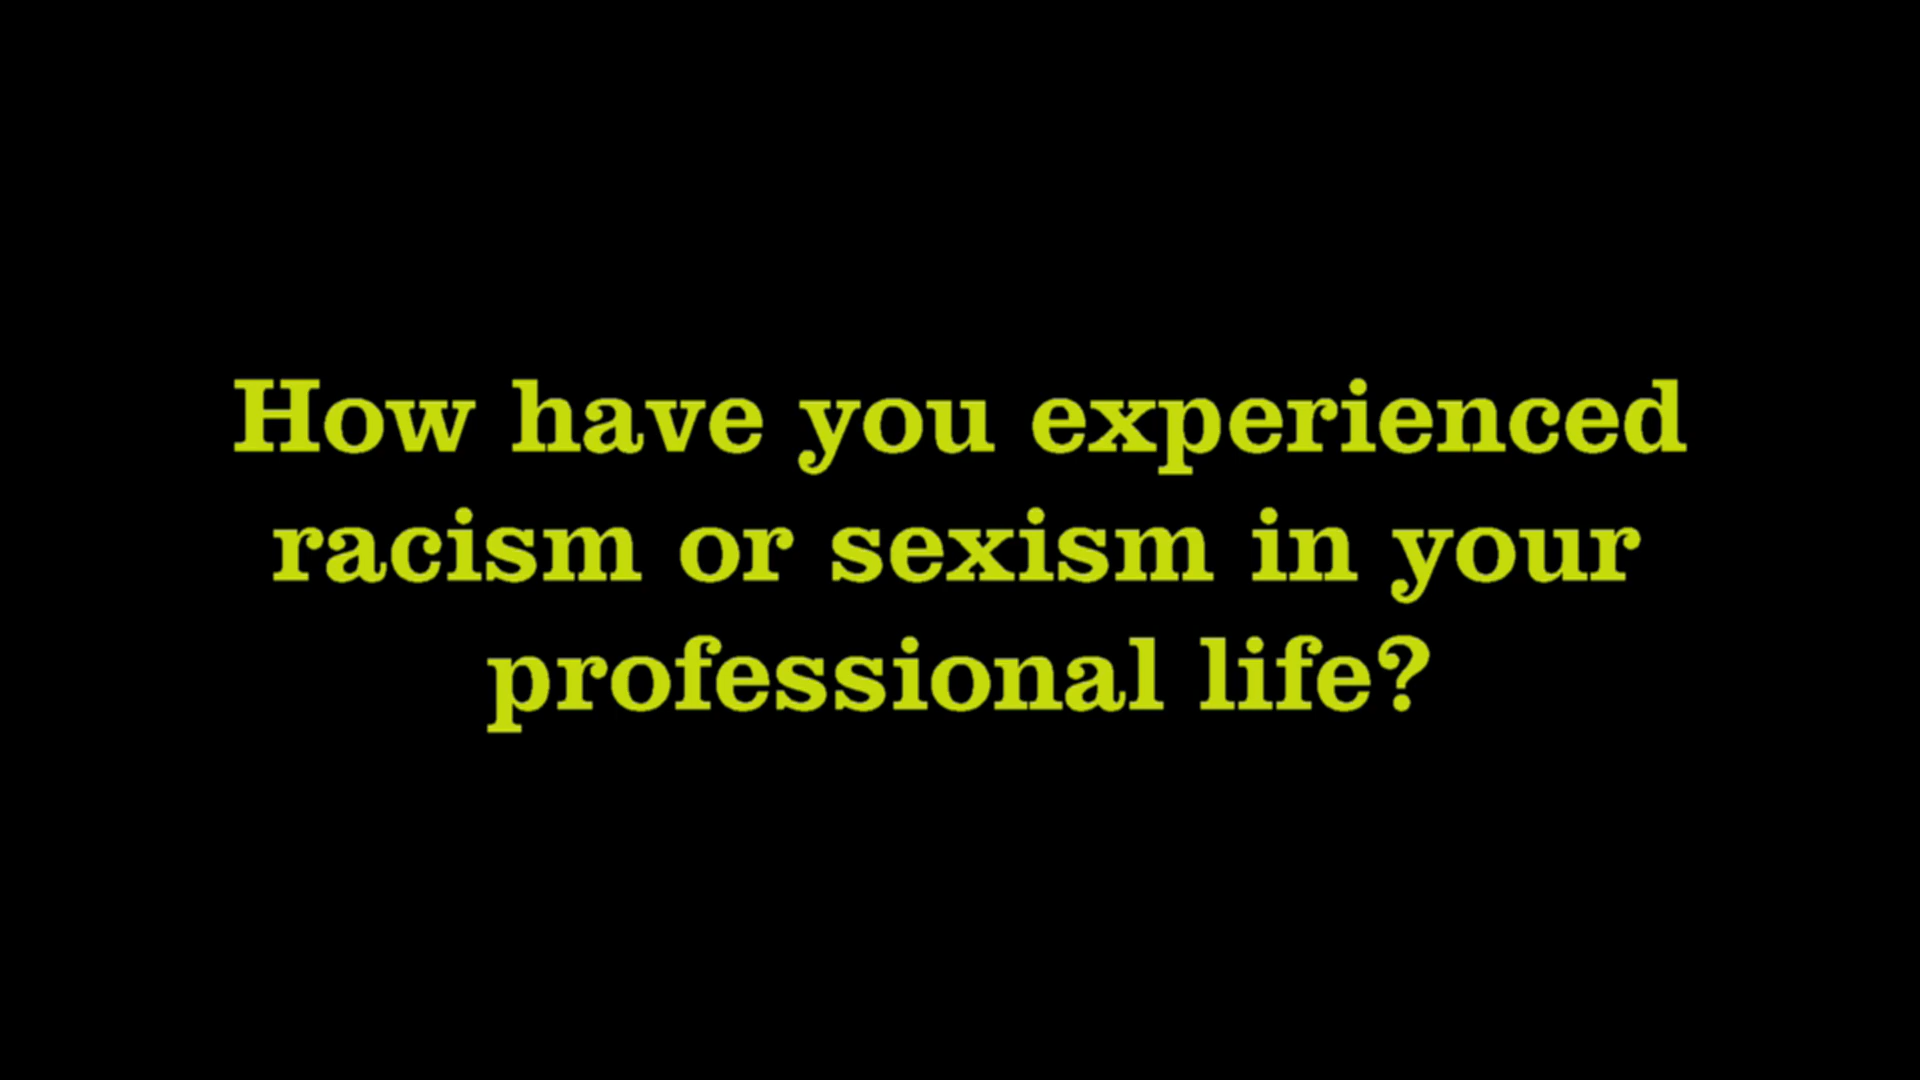 How have you experienced
racism or sexism in your
professional life?